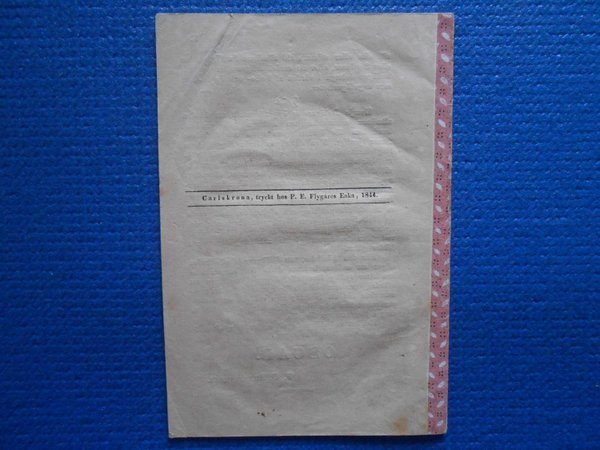 Carlskrona, tryckt hos F. E. Flygares Enka, 1844.